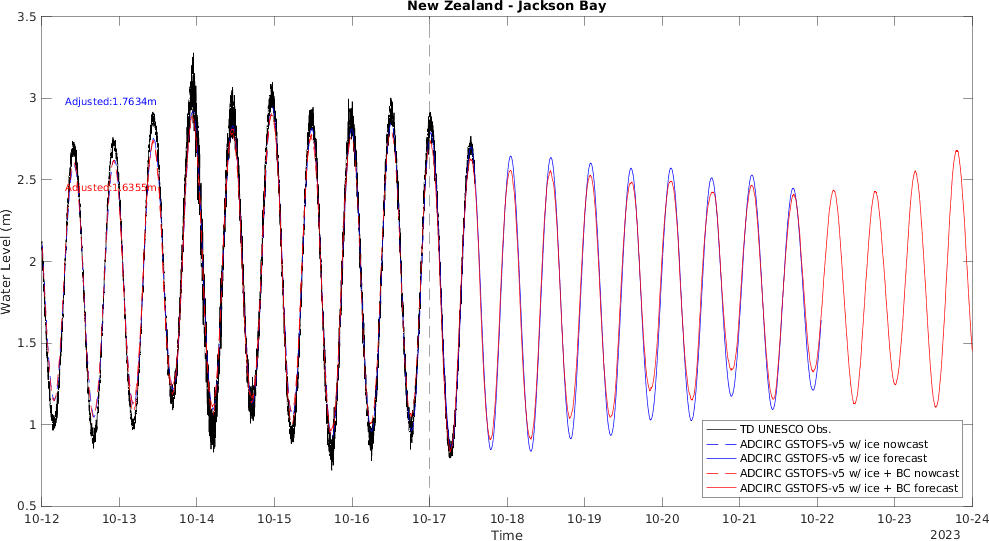 New Zealand - Jackson Bay
3.5
3
2.5
2
1.5
1
0.5
Water Level (m)
Adjusted:1.7634m
Adjusted:1.6355m
TD UNESCO Obs.
ADCIRC GSTOFS-v5 w/ ice nowcast
ADCIRC GSTOFS-v5 w/ ice forecast
ADCIRC GSTOFS-v5 w/ ice + BC nowcast
ADCIRC GSTOFS-v5 w/ ice + BC forecast
10-12 10-13 10-14 10-15 10-16 10-17 10-18 10-19 10-20 10-21 10-22 10-23 10-24
Time
2023